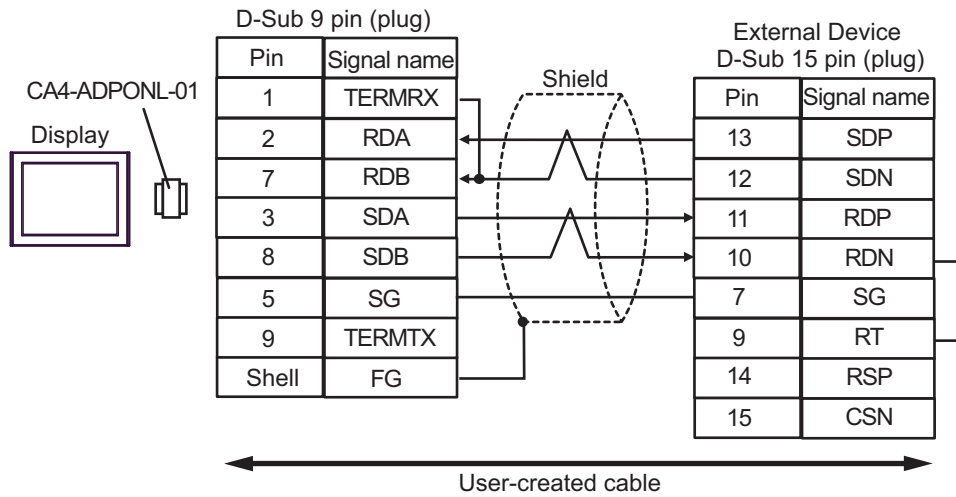 D-Sub 9 pin (plug)
External Device
D-Sub 15 pin (plug)
CA4-ADPONL-01
Display
Shield
Pin Signal name
1 TERMRX
2 RDA
7 RDB
3 SDA
8 SDB
5 SG
9 TERMTX
Shell FG
Pin Signal name
13 SDP
12 SDN
11 RDP
10 RDN
7 SG
9 RT
14 RSP
15 CSN
User-created cable